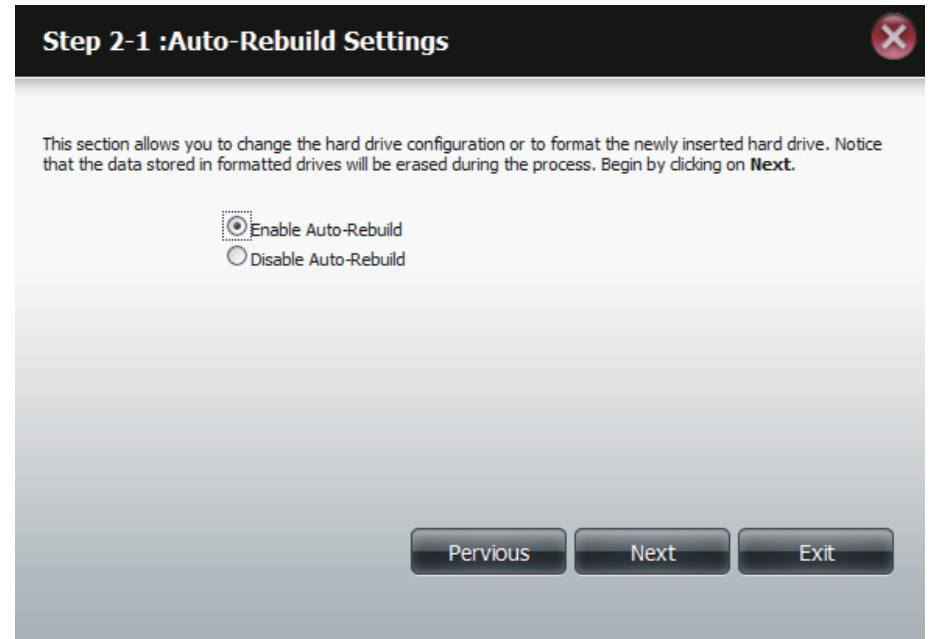 Step 2-1 :Auto-Rebuild Settings
This section allows you to change the hard drive configuration or to format the newly inserted hard drive. Notice
that the data stored in formatted drives will be erased during the process. Begin by clicking on Next.
Enable Auto-Rebuild
Disable Auto-Rebuild
Pervious Next Exit